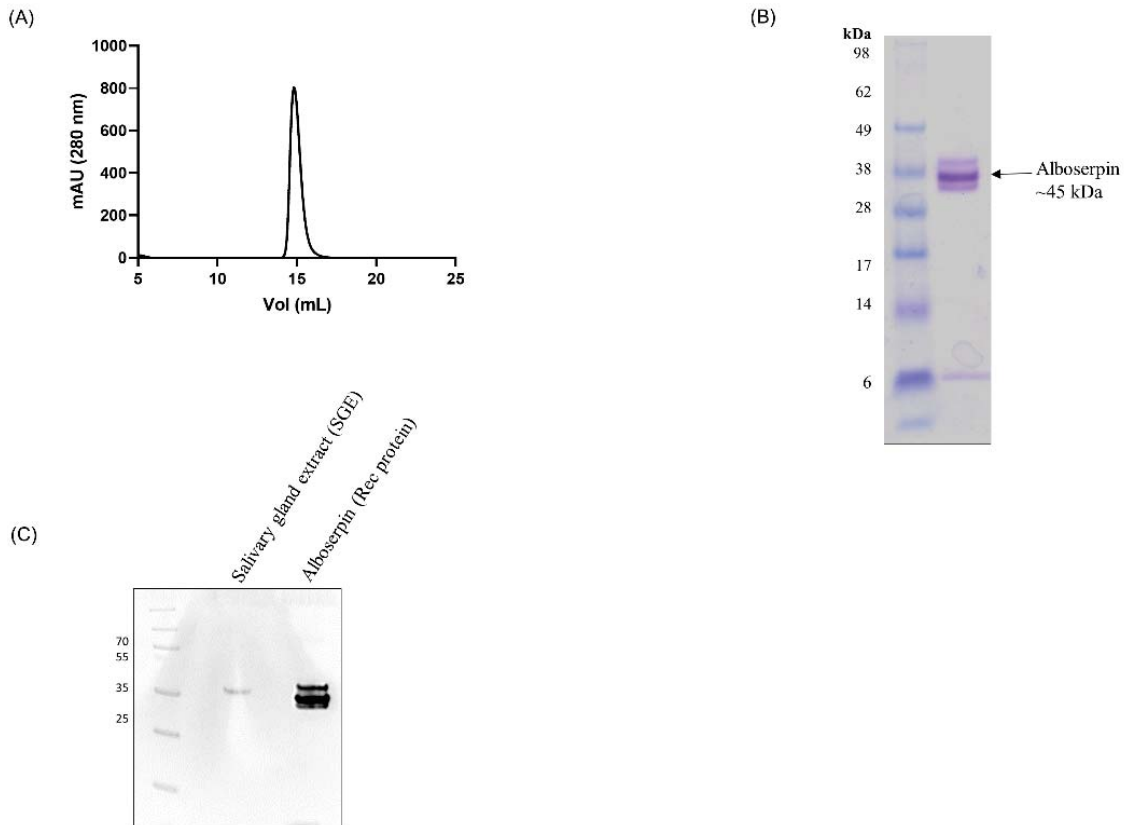 (A)
1000
800
600
400
200
0
mAU (280 nm)
5 10 15 20 25
Vol (mL)
(B)
kDa
98
62
49
38
28
17
14
6
Alboserpin
~45 kDa
(C)
Salivary gland extract (SGE)
Alboserpin (Rec protein)
70
55
35
25